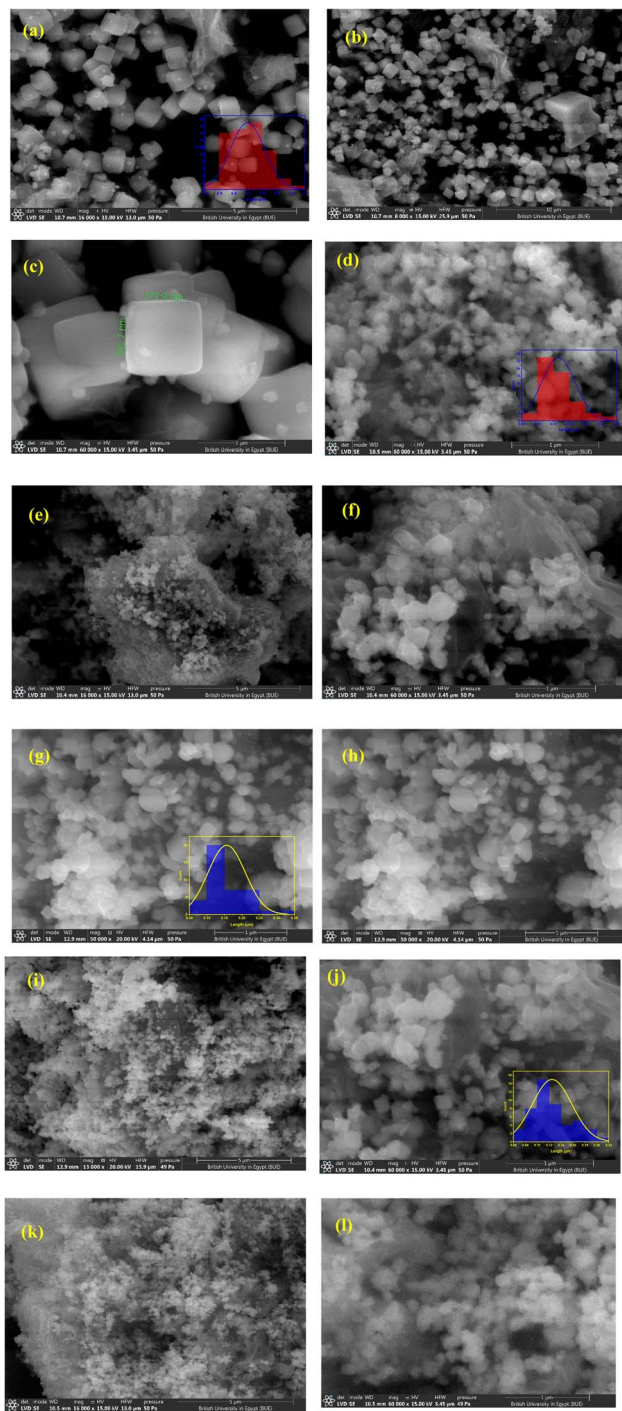 (a)
det mode WD mag HV HFW pressure
LVD SE 10.7 mm 16 000 x 15.00 kV 13.0 µm 50 Pa
5 µm
British University in Egypt (BUE)
(b)
det mode WD mag HV HFW pressure
LVD SE 10.7 mm 8 000 x 15.00 kV 25.9 µm 50 Pa
10 µm
British University in Egypt (BUE)
(c)
det mode WD mag HV HFW pressure
LVD SE 10.7 mm 60 000 x 15.00 kV 3.45 µm 50 Pa
1 µm
British University in Egypt (BUE)
(d)
det mode WD mag HV HFW pressure
LVD SE 10.5 mm 60 000 x 15.00 kV 3.45 µm 50 Pa
1 µm
British University in Egypt (BUE)
(e)
det mode WD mag HV HFW pressure
LVD SE 10.4 mm 16 000 x 15.00 kV 13.0 µm 50 Pa
5 µm
British University in Egypt (BUE)
(f)
det mode WD mag HV HFW pressure
LVD SE 10.4 mm 60 000 x 15.00 kV 3.45 µm 50 Pa
1 µm
British University in Egypt (BUE)
(g)
Length (µm)
det mode WD mag HV HFW pressure
LVD SE 12.9 mm 50 000 x 20.00 kV 4.14 µm 50 Pa
1 µm
British University in Egypt (BUE)
(h)
det mode WD mag HV HFW pressure
LVD SE 12.9 mm 50 000 x 20.00 kV 4.14 µm 50 Pa
1 µm
British University in Egypt (BUE)
(i)
det mode WD mag HV HFW pressure
LVD SE 12.9 mm 13 000 x 20.00 kV 15.9 µm 49 Pa
5 µm
British University in Egypt (BUE)
(j)
Length (µm)
det mode WD mag HV HFW pressure
LVD SE 10.4 mm 60 000 x 15.00 kV 3.45 µm 50 Pa
1 µm
British University in Egypt (BUE)
(k)
det mode WD mag HV HFW pressure
LVD SE 10.5 mm 16 000 x 15.00 kV 13.0 µm 50 Pa
5 µm
British University in Egypt (BUE)
(l)
det mode WD mag HV HFW pressure
LVD SE 10.5 mm 60 000 x 15.00 kV 3.45 µm 49 Pa
1 µm
British University in Egypt (BUE)